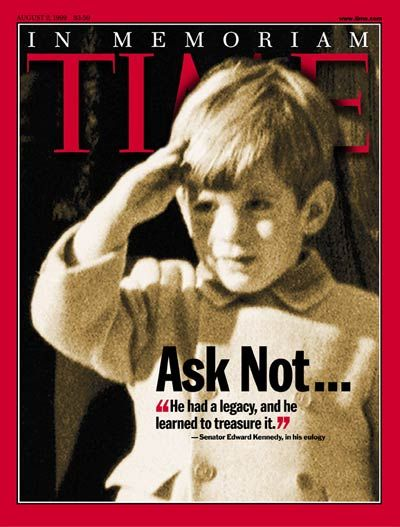 AUGUST 2, 1999 $3.50
www.time.com
IN MEMORIAM
TIME
Ask Not...
“He had a legacy, and he
learned to treasure it.”
— Senator Edward Kennedy, in his eulogy